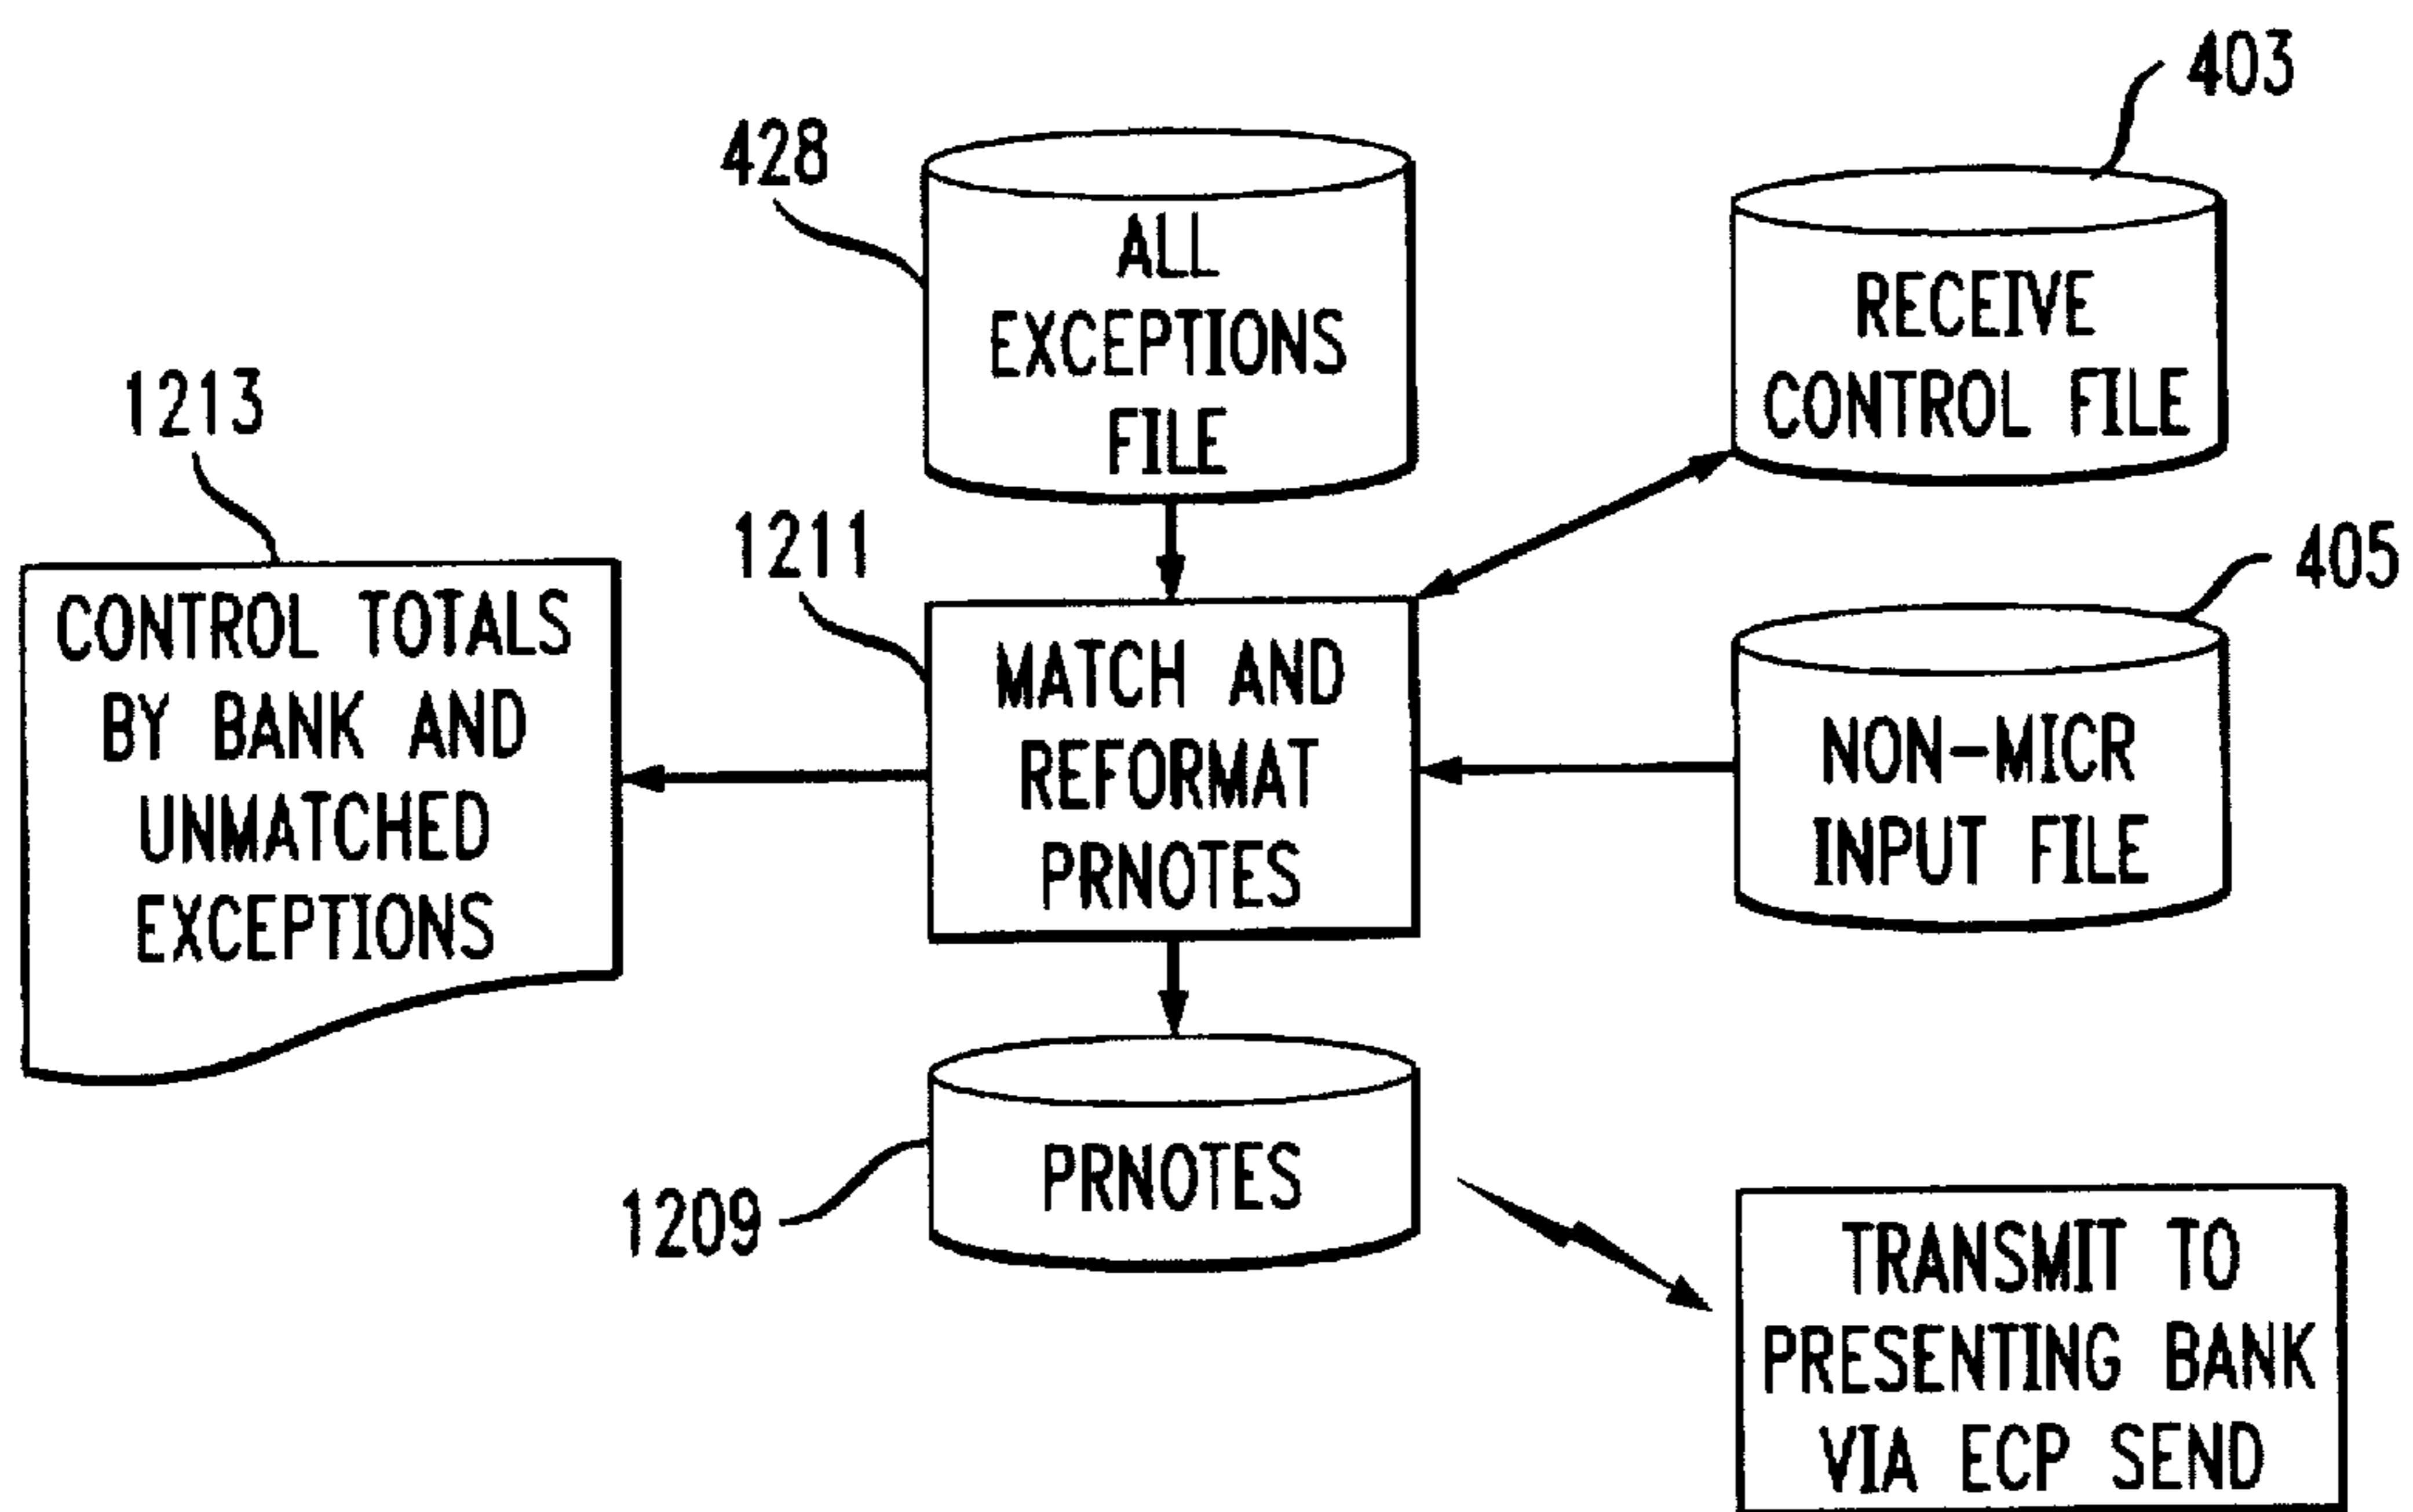 403
428
ALL
EXCEPTIONS
FILE
RECEIVE
CONTROL FILE
1213
1211
405
CONTROL TOTALS
BY BANK AND
UNMATCHED
EXCEPTIONS
MATCH AND
REFORMAT
PRNOTES
NON-MICR
INPUT FILE
PRNOTES
1209
TRANSMIT TO
PRESENTING BANK
VIA ECP SEND